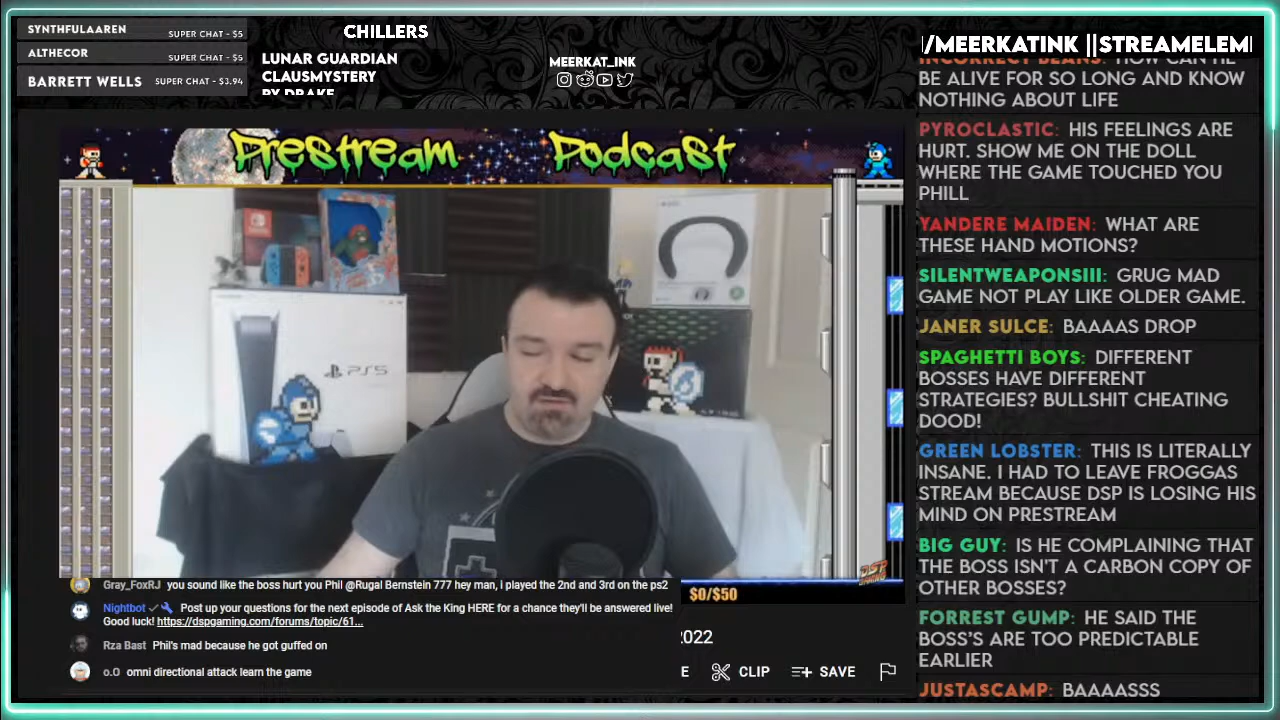 SYNTHFULAAREN SUPER CHAT - $5
ALTHECOR SUPER CHAT - $5
BARRETT WELLS SUPER CHAT - $3.94
CHILLERS
LUNAR GUARDIAN
CLAUSMYSTERY
BY DRAKE
MEERKAT_INK
/MEERKATINK ||STREAMELEM
Prestream Podcast
PS5
Gray_FoxRJ you sound like the boss hurt you Phil @Rugal Bernstein 777 hey man, i played the 2nd and 3rd on the ps2
Nightbot Post up your questions for the next episode of Ask the King HERE for a chance they'll be answered live!
Good luck! https://dspgaming.com/forums/topic/61...
Rza Bast Phil's mad because he got guffed on
o.O omni directional attack learn the game
$0/$50
DSP GAMING
2022
E CLIP SAVE
INCORRECT BEANS: HOW CAN HE
BE ALIVE FOR SO LONG AND KNOW
NOTHING ABOUT LIFE
PYROCLASTIC: HIS FEELINGS ARE
HURT. SHOW ME ON THE DOLL
WHERE THE GAME TOUCHED YOU
PHILL
YANDERE MAIDEN: WHAT ARE
THESE HAND MOTIONS?
SILENTWEAPONSIII: GRUG MAD
GAME NOT PLAY LIKE OLDER GAME.
JANER SULCE: BAAAAS DROP
SPAGHETTI BOYS: DIFFERENT
BOSSES HAVE DIFFERENT
STRATEGIES? BULLSHIT CHEATING
DOOD!
GREEN LOBSTER: THIS IS LITERALLY
INSANE. I HAD TO LEAVE FROGGAS
STREAM BECAUSE DSP IS LOSING HIS
MIND ON PRESTREAM
BIG GUY: IS HE COMPLAINING THAT
THE BOSS ISN'T A CARBON COPY OF
OTHER BOSSES?
FORREST GUMP: HE SAID THE
BOSS'S ARE TOO PREDICTABLE
EARLIER
JUSTASCAMP: BAAAASSS